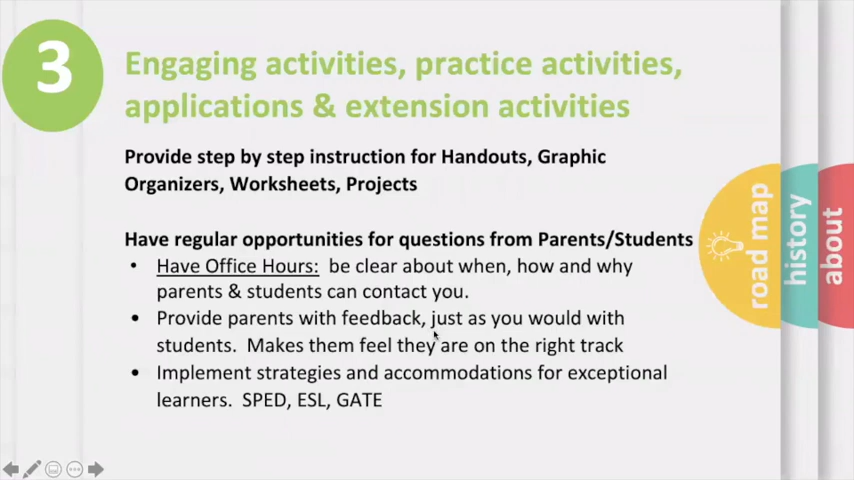 3
Engaging activities, practice activities,
applications & extension activities
Provide step by step instruction for Handouts, Graphic
Organizers, Worksheets, Projects
Have regular opportunities for questions from Parents/Students
• Have Office Hours: be clear about when, how and why
parents & students can contact you.
• Provide parents with feedback, just as you would with
students. Makes them feel they are on the right track
• Implement strategies and accommodations for exceptional
learners. SPED, ESL, GATE
road map
history
about